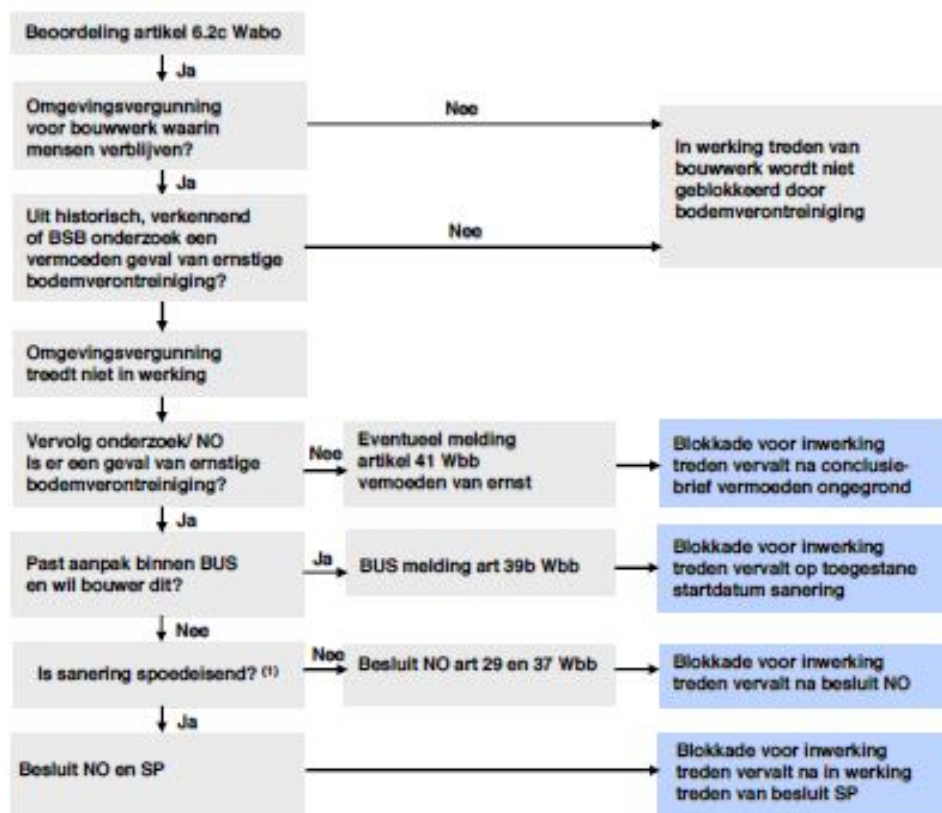 Beoordeling artikel 6.2c Wabo
Ja
Omgevingsvergunning
voor bouwwerk waarin
mensen verblijven?
Nee
In werking treden van
bouwwerk wordt niet
geblokkeerd door
bodemverontreiniging
Ja
Uit historisch, verkennend
of BSB onderzoek een
vermoeden geval van ernstige
bodemverontreiniging?
Nee
Omgevingsvergunning
treedt niet in werking
Vervolg onderzoek/ NO
Is er een geval van ernstige
bodemverontreiniging?
Nee
Eventueel melding
artikel 41 Wbb
vemoeden van ernst
Blokkade voor inwerking
treden vervalt na conclusie-
brief vermoeden ongegrond
Ja
Past aanpak binnen BUS
en wil bouwer dit?
Ja
BUS melding art 39b Wbb
Blokkade voor inwerking
treden vervalt op toegestane
startdatum sanering
Nee
Is sanering spoedeisend? (1)
Nee
Besluit NO art 29 en 37 Wbb
Blokkade voor inwerking
treden vervalt na besluit NO
Ja
Besluit NO en SP
Blokkade voor inwerking
treden vervalt na in werking
treden van besluit SP